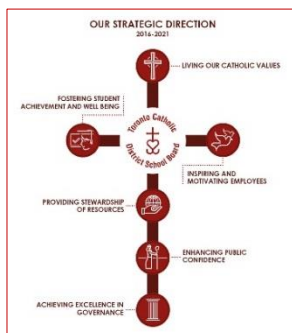 OUR STRATEGIC DIRECTION
2016-2021
LIVING OUR CATHOLIC VALUES
FOSTERING STUDENT
ACHIEVEMENT AND WELL BEING
Toronto Catholic
District School Board
INSPIRING AND
MOTIVATING EMPLOYEES
PROVIDING STEWARDSHIP
OF RESOURCES
ENHANCING PUBLIC
CONFIDENCE
ACHIEVING EXCELLENCE IN
GOVERNANCE